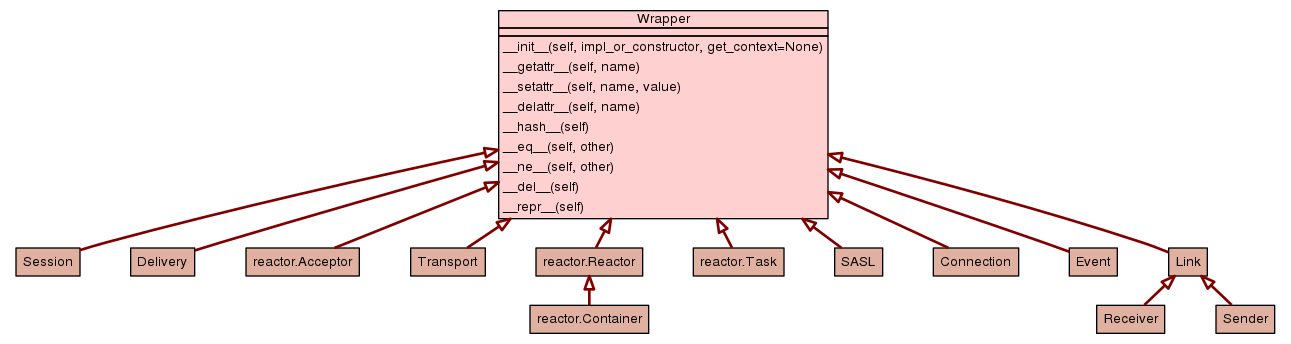 Wrapper
__init__(self, impl_or_constructor, get_context=None)
__getattr__(self, name)
__setattr__(self, name, value)
__delattr__(self, name)
__hash__(self)
__eq__(self, other)
__ne__(self, other)
__del__(self)
__repr__(self)
Session
Delivery
reactor.Acceptor
Transport
reactor.Reactor
reactor.Task
SASL
Connection
Event
Link
reactor.Container
Receiver
Sender